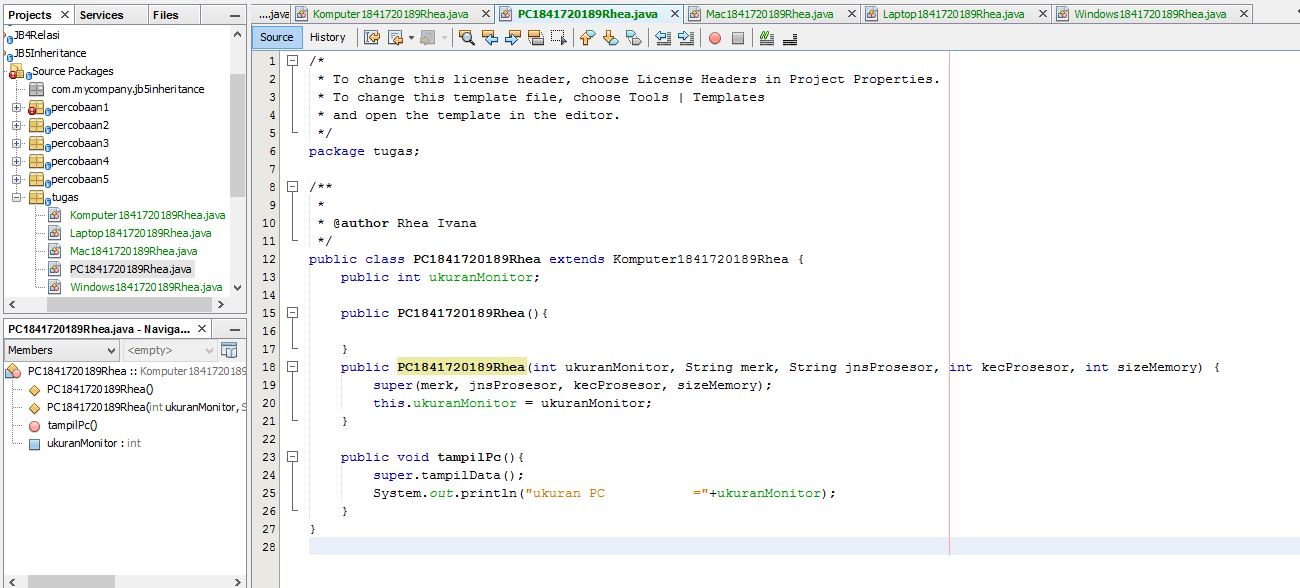 Projects Services Files
JB4Relasi
JB5Inheritance
Source Packages
com.mycompany.jb5inheritance
percobaan1
percobaan2
percobaan3
percobaan4
percobaan5
tugas
Komputer1841720189Rhea.java
Laptop1841720189Rhea.java
Mac1841720189Rhea.java
PC1841720189Rhea.java
Windows1841720189Rhea.java
PC1841720189Rhea.java - Naviga...
Members <empty>
PC1841720189Rhea :: Komputer1841720189
PC1841720189Rhea()
PC1841720189Rhea(int ukuranMonitor, S
tampilPc()
ukuranMonitor : int
....java Komputer1841720189Rhea.java PC1841720189Rhea.java Mac1841720189Rhea.java Laptop1841720189Rhea.java Windows1841720189Rhea.java
Source History
1 /*
2 * To change this license header, choose License Headers in Project Properties.
3 * To change this template file, choose Tools | Templates
4 * and open the template in the editor.
5 */
6 package tugas;
7
8 /**
9 *
10 * @author Rhea Ivana
11 */
12 public class PC1841720189Rhea extends Komputer1841720189Rhea {
13 public int ukuranMonitor;
14
15 public PC1841720189Rhea(){
16
17 }
18 public PC1841720189Rhea(int ukuranMonitor, String merk, String jnsProsesor, int kecProsesor, int sizeMemory) {
19 super(merk, jnsProsesor, kecProsesor, sizeMemory);
20 this.ukuranMonitor = ukuranMonitor;
21 }
22
23 public void tampilPc(){
24 super.tampilData();
25 System.out.println("ukuran PC           ="+ukuranMonitor);
26 }
27 }
28